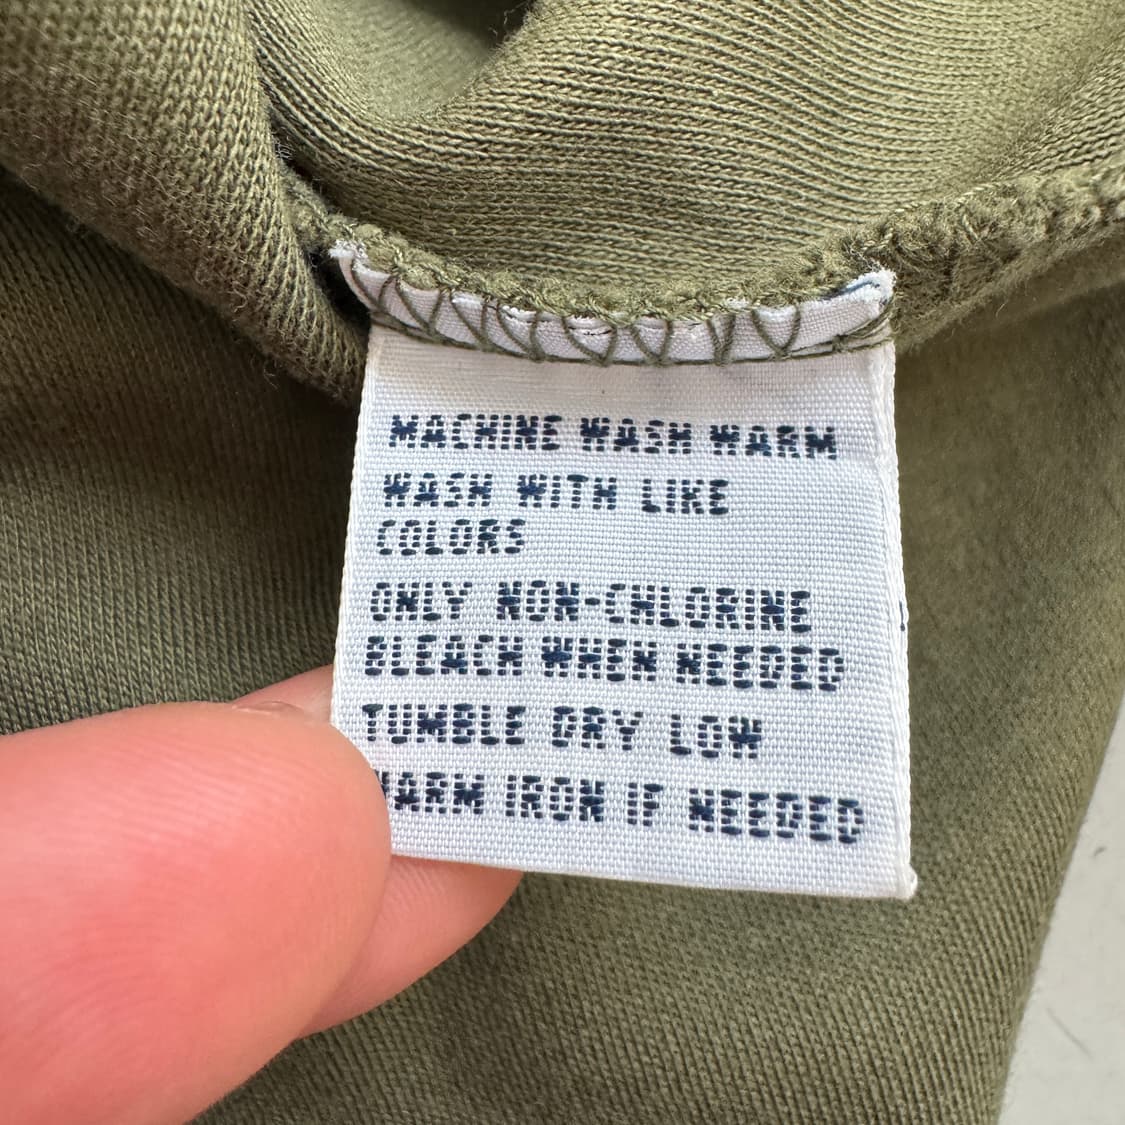 MACHINE WASH WARM
WASH WITH LIKE
COLORS
ONLY NON-CHLORINE
BLEACH WHEN NEEDED
TUMBLE DRY LOW
WARM IRON IF NEEDED